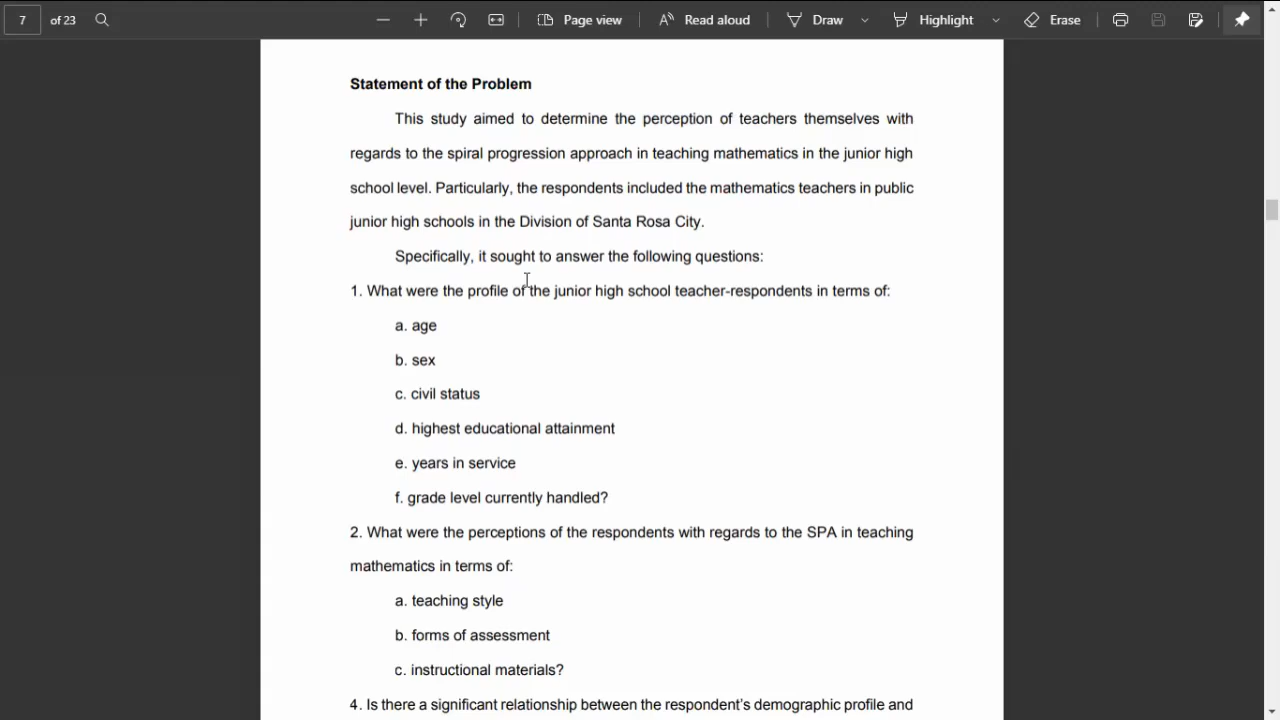 7 of 23 Page view Read aloud Draw Highlight Erase
Statement of the Problem
This study aimed to determine the perception of teachers themselves with
regards to the spiral progression approach in teaching mathematics in the junior high
school level. Particularly, the respondents included the mathematics teachers in public
junior high schools in the Division of Santa Rosa City.
Specifically, it sought to answer the following questions:
1. What were the profile of the junior high school teacher-respondents in terms of:
a. age
b. sex
c. civil status
d. highest educational attainment
e. years in service
f. grade level currently handled?
2. What were the perceptions of the respondents with regards to the SPA in teaching
mathematics in terms of:
a. teaching style
b. forms of assessment
c. instructional materials?
4. Is there a significant relationship between the respondent's demographic profile and